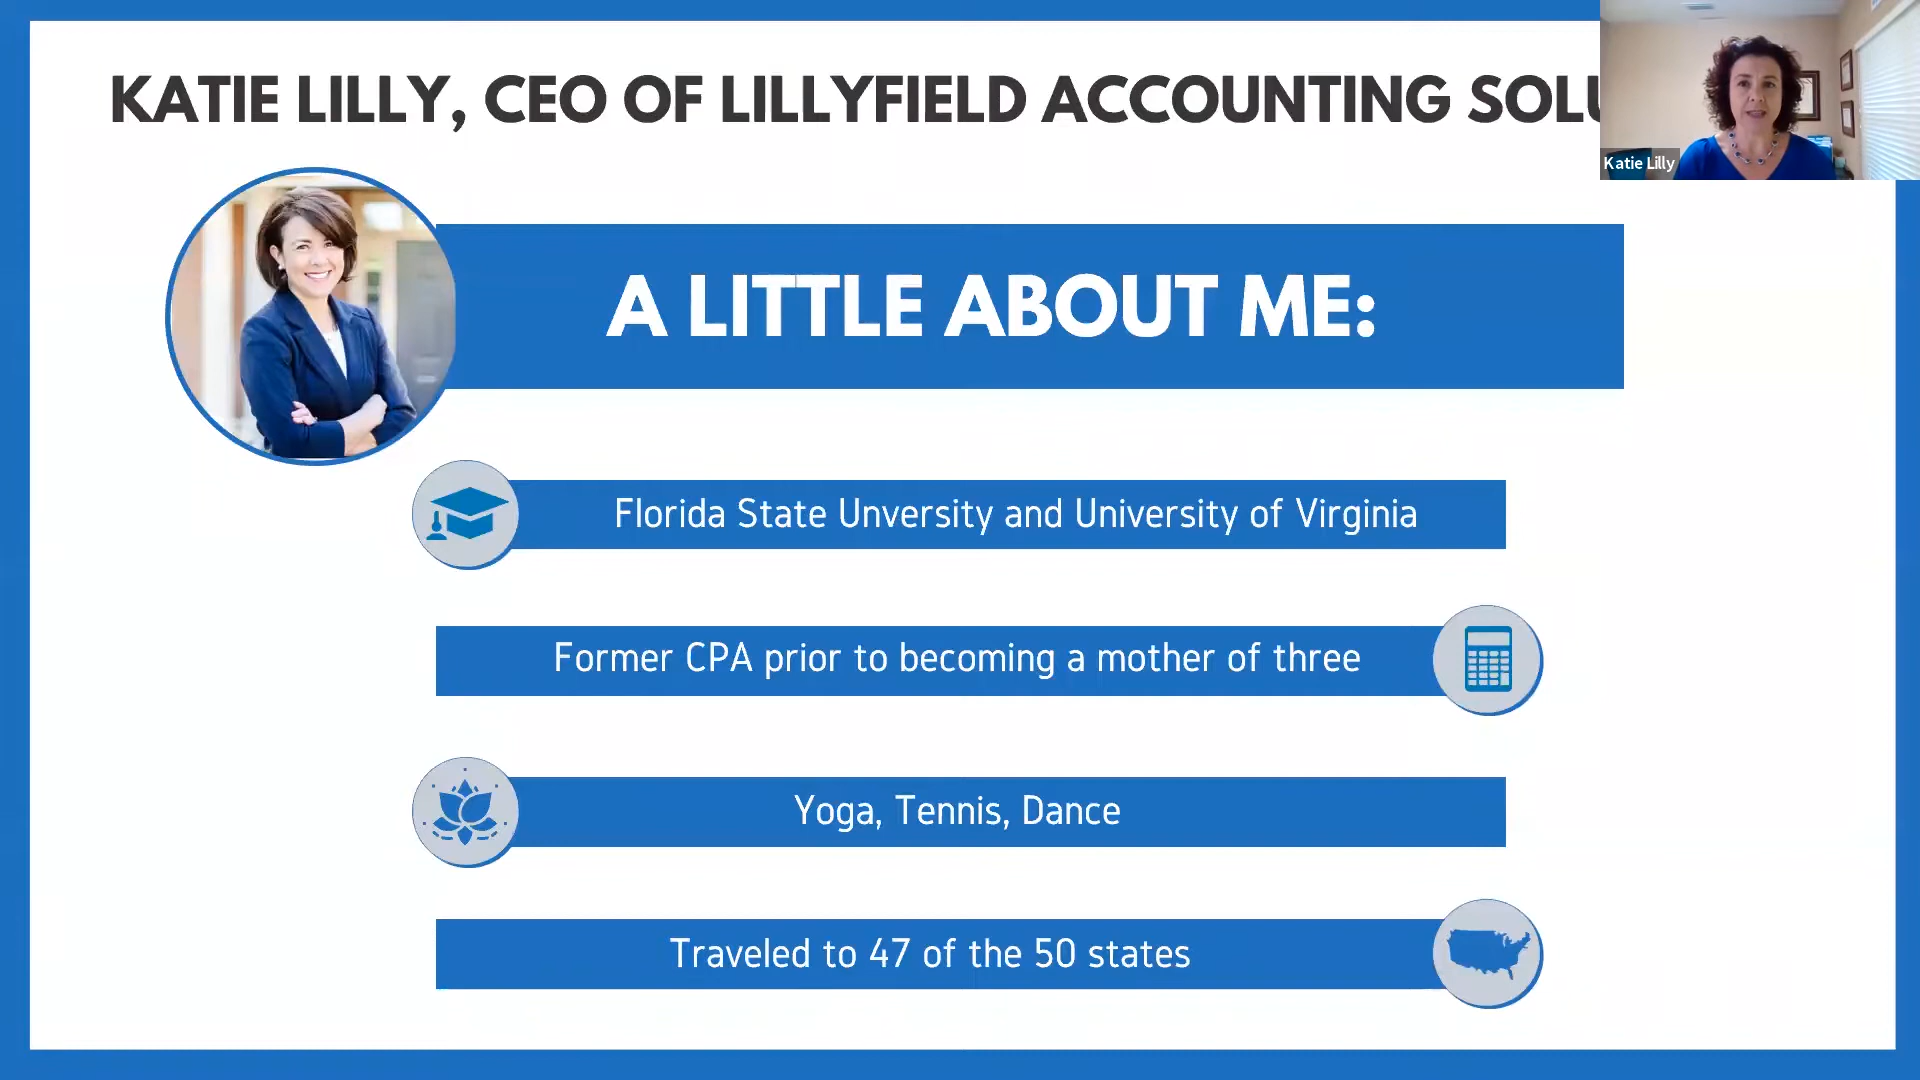 KATIE LILLY, CEO OF LILLYFIELD ACCOUNTING
Katie Lilly
A LITTLE ABOUT ME:
Florida State Unversity and University of Virginia
Former CPA prior to becoming a mother of three
Yoga, Tennis, Dance
Traveled to 47 of the 50 states